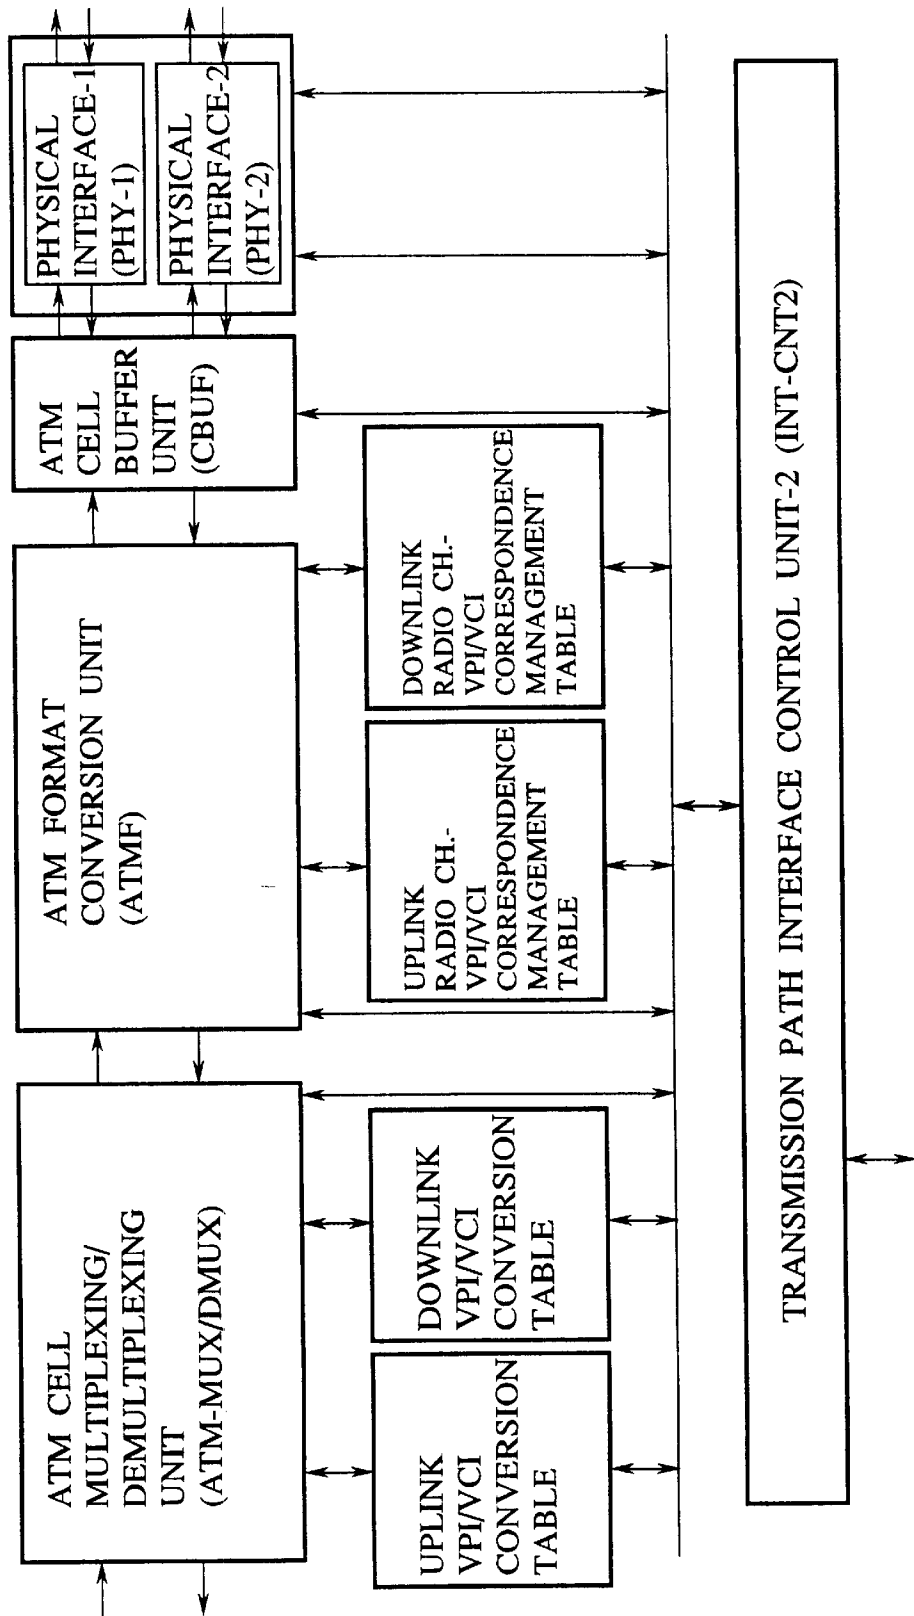 ATM CELL
MULTIPLEXING/
DEMULTIPLEXING
UNIT
(ATM-MUX/DMUX)
ATM FORMAT
CONVERSION UNIT
(ATMF)
ATM
CELL
BUFFER
UNIT
(CBUF)
PHYSICAL
INTERFACE-1
(PHY-1)
PHYSICAL
INTERFACE-2
(PHY-2)
UPLINK
VPI/VCI
CONVERSION
TABLE
DOWNLINK
VPI/VCI
CONVERSION
TABLE
UPLINK
RADIO CH.-
VPI/VCI
CORRESPONDENCE
MANAGEMENT
TABLE
DOWNLINK
RADIO CH.-
VPI/VCI
CORRESPONDENCE
MANAGEMENT
TABLE
TRANSMISSION PATH INTERFACE CONTROL UNIT-2 (INT-CNT2)